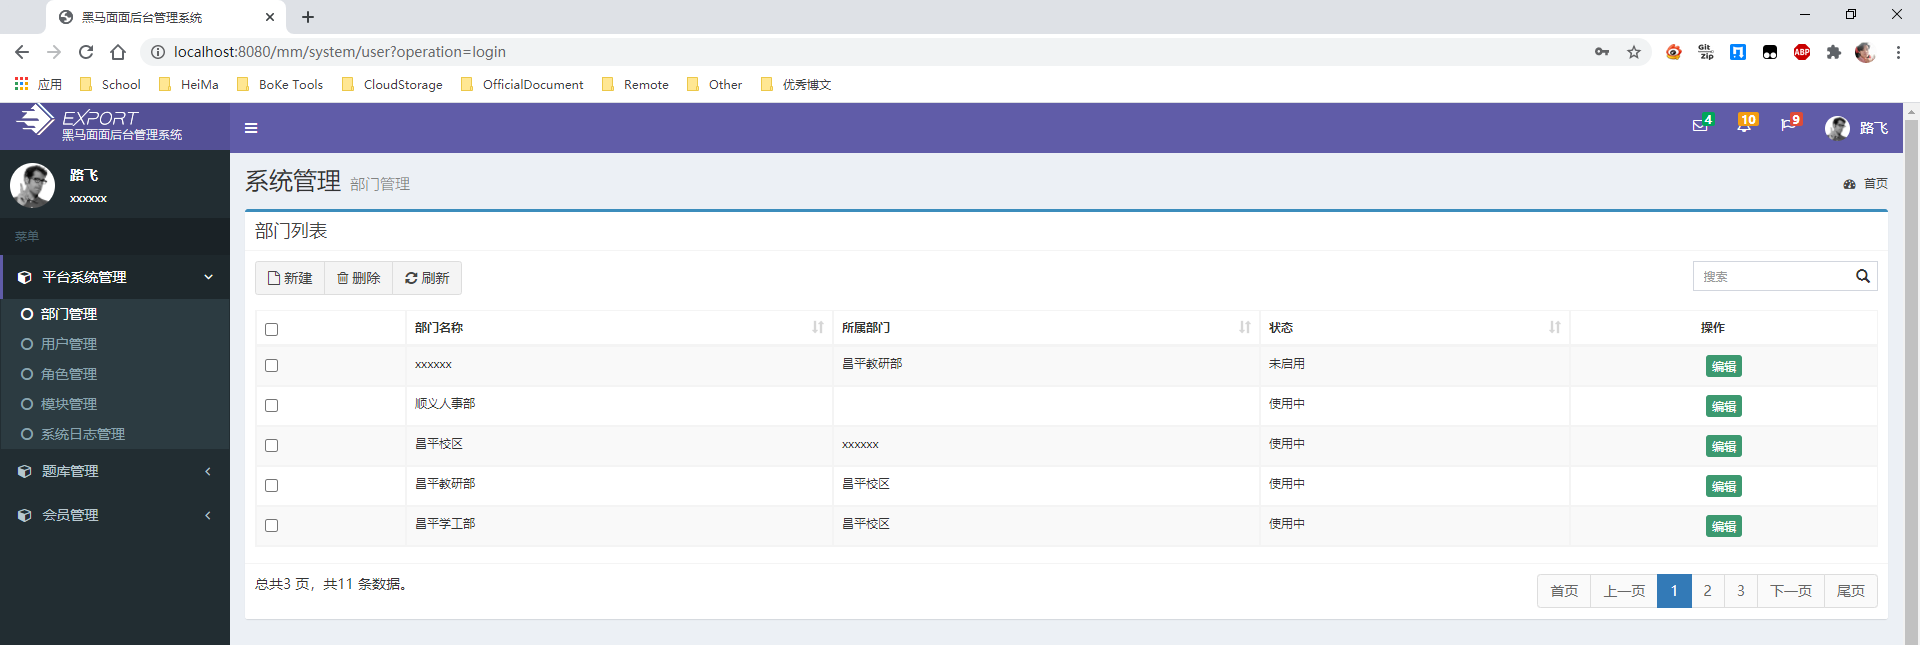 黑马面面后台管理系统
localhost:8080/mm/system/user?operation=login
Git Zip
ABP
应用 School HeiMa BoKe Tools CloudStorage OfficialDocument Remote Other 优秀博文
EXPORT
黑马面面后台管理系统
4 10 9 路飞
路飞
xxxxxx
菜单
平台系统管理
部门管理
用户管理
角色管理
模块管理
系统日志管理
题库管理
会员管理
系统管理 部门管理
首页
部门列表
新建 删除 刷新
搜索
部门名称 所属部门 状态 操作
xxxxxx 昌平教研部 未启用 编辑
顺义人事部 使用中 编辑
昌平校区 xxxxxx 使用中 编辑
昌平教研部 昌平校区 使用中 编辑
昌平学工部 昌平校区 使用中 编辑
总共3 页，共11 条数据。
首页 上一页 1 2 3 下一页 尾页